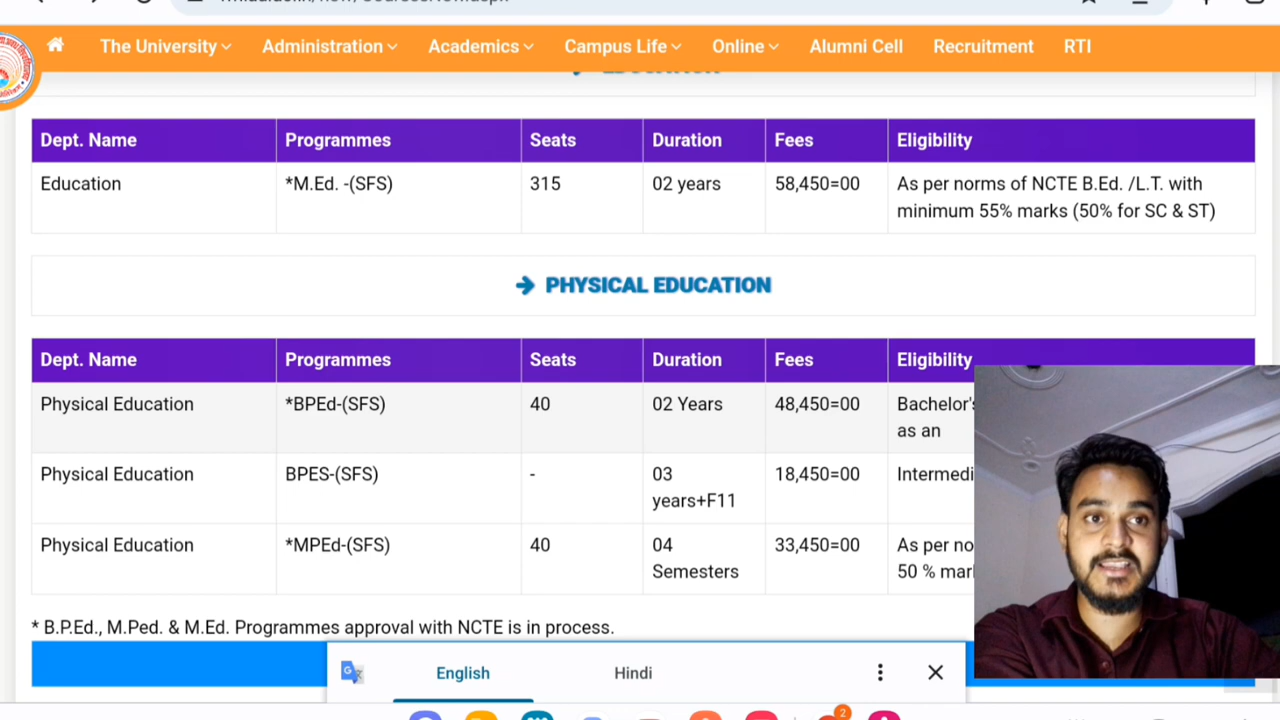 The University Administration Academics Campus Life Online Alumni Cell Recruitment RTI
Dept. Name Programmes Seats Duration Fees Eligibility
Education *M.Ed. -(SFS) 315 02 years 58,450=00 As per norms of NCTE B.Ed. /L.T. with
minimum 55% marks (50% for SC & ST)
PHYSICAL EDUCATION
Dept. Name Programmes Seats Duration Fees Eligibility
Physical Education *BPEd-(SFS) 40 02 Years 48,450=00 Bachelor's
as an
Physical Education BPES-(SFS) - 03 18,450=00 Intermedi
years+F11
Physical Education *MPEd-(SFS) 40 04 33,450=00 As per no
Semesters 50 % mar
* B.P.Ed., M.Ped. & M.Ed. Programmes approval with NCTE is in process.
English Hindi
2